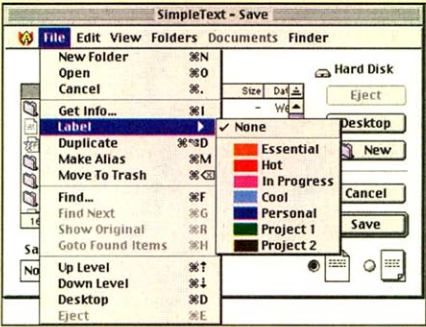 SimpleText - Save
File Edit View Folders Documents Finder
New Folder ⌘N
Open ⌘O
Cancel ⌘.
Get Info... ⌘I
Label
Duplicate ⌘⌥D
Make Alias ⌘M
Move To Trash ⌘⌫
Find... ⌘F
Find Next ⌘G
Show Original ⌘R
Goto Found Items ⌘H
Up Level ⌘↑
Down Level ⌘↓
Desktop ⌘D
Eject ⌘E
✓ None
Essential
Hot
In Progress
Cool
Personal
Project 1
Project 2
Size
Hard Disk
Eject
Desktop
New
Cancel
Save